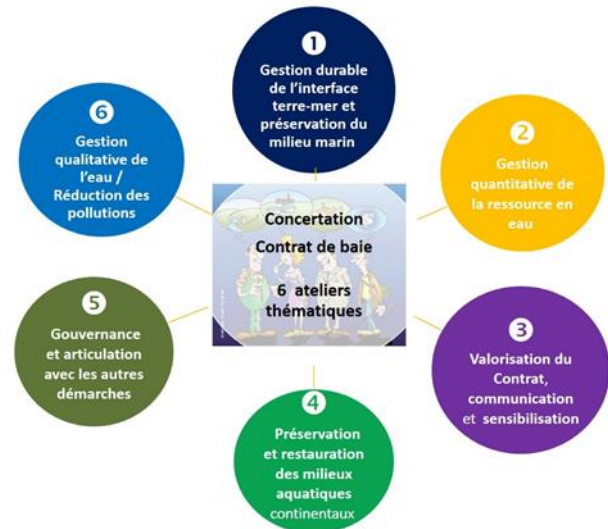 1
Gestion durable
de l'interface
terre-mer et
préservation du
milieu marin
2
Gestion
quantitative de
la ressource en
eau
3
Valorisation du
Contrat,
communication
et sensibilisation
4
Préservation
et restauration
des milieux
aquatiques
continentaux
5
Gouvernance
et articulation
avec les autres
démarches
6
Gestion
qualitative de
l'eau /
Réduction des
pollutions
Concertation
Contrat de baie
6 ateliers
thématiques